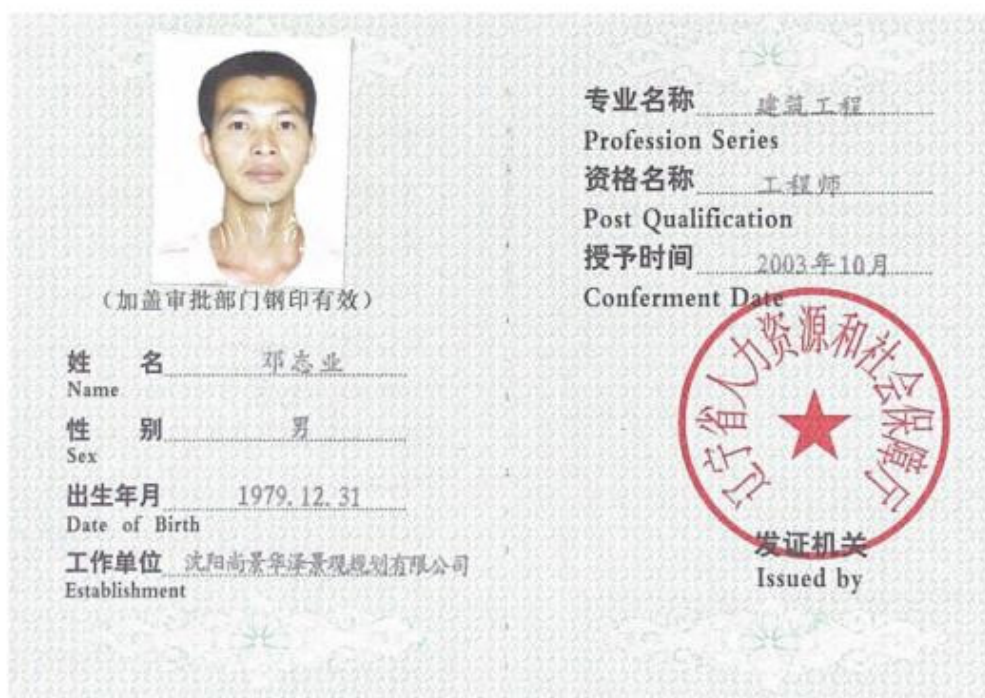 （加盖审批部门钢印有效）
姓 名 邓态业
Name
性 别 男
Sex
出生年月 1979.12.31
Date of Birth
工作单位 沈阳尚景华泽景观规划有限公司
Establishment
专业名称 建筑工程
Profession Series
资格名称 工程师
Post Qualification
授予时间 2003年10月
Conferment Date
辽宁省人力资源和社会保障厅
发证机关
Issued by